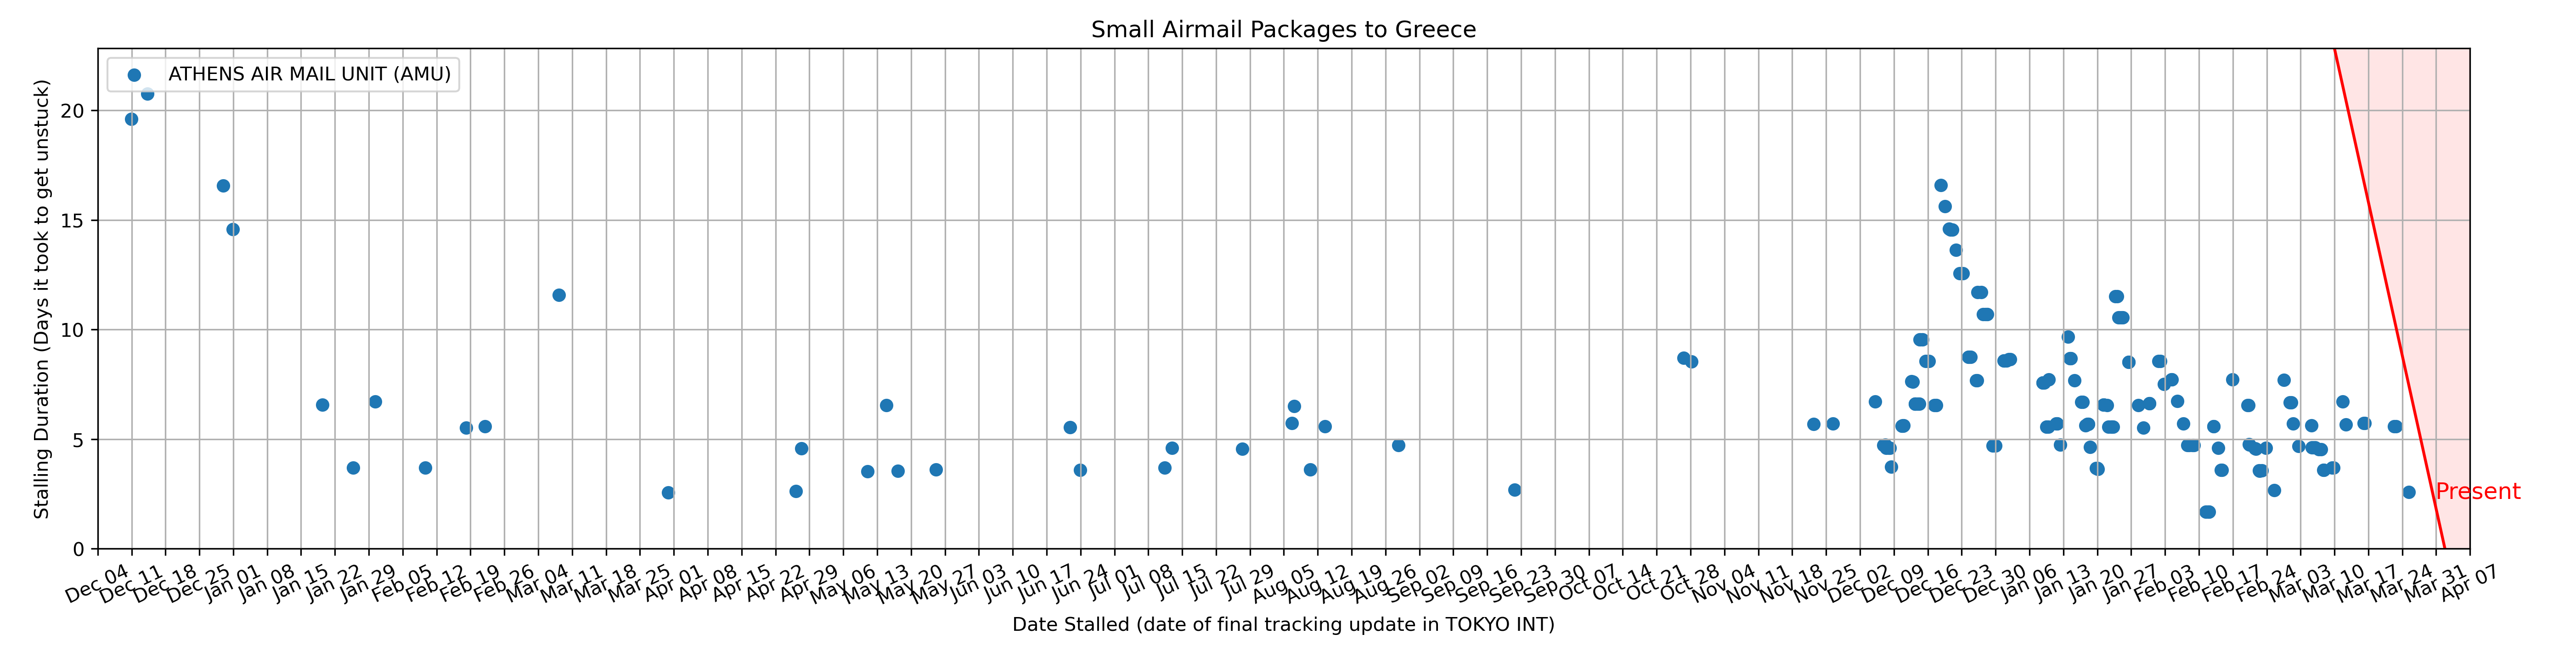 Small Airmail Packages to Greece
ATHENS AIR MAIL UNIT (AMU)
Stalling Duration (Days it took to get unstuck)
20
15
10
5
0
Present
Dec 04
Dec 11
Dec 18
Dec 25
Jan 01
Jan 08
Jan 15
Jan 22
Jan 29
Feb 05
Feb 12
Feb 19
Feb 26
Mar 04
Mar 11
Mar 18
Mar 25
Apr 01
Apr 08
Apr 15
Apr 22
Apr 29
May 06
May 13
May 20
May 27
Jun 03
Jun 10
Jun 17
Jun 24
Jul 01
Jul 08
Jul 15
Jul 22
Jul 29
Aug 05
Aug 12
Aug 19
Aug 26
Sep 02
Sep 09
Sep 16
Sep 23
Sep 30
Oct 07
Oct 14
Oct 21
Oct 28
Nov 04
Nov 11
Nov 18
Nov 25
Dec 02
Dec 09
Dec 16
Dec 23
Dec 30
Jan 06
Jan 13
Jan 20
Jan 27
Feb 03
Feb 10
Feb 17
Feb 24
Mar 03
Mar 10
Mar 17
Mar 24
Mar 31
Apr 07
Date Stalled (date of final tracking update in TOKYO INT)